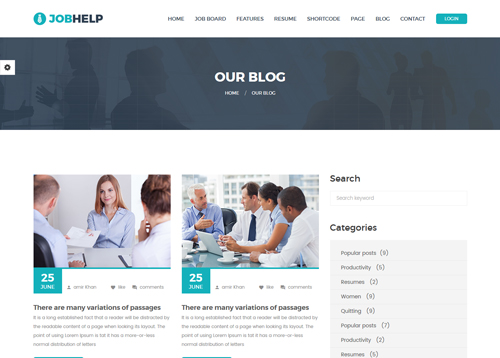 JOBHELP
HOME JOB BOARD FEATURES RESUME SHORTCODE PAGE BLOG CONTACT LOGIN
OUR BLOG
HOME / OUR BLOG
25
JUNE
amir Khan like comments
There are many variations of passages
It is a long established fact that a reader will be distracted by
the readable content of a page when looking its layout. The
point of using Lorem Ipsum is tat it has a more-or-less
normal distribution of letters
25
JUNE
amir Khan like comments
There are many variations of passages
It is a long established fact that a reader will be distracted by
the readable content of a page when looking its layout. The
point of using Lorem Ipsum is tat it has a more-or-less
normal distribution of letters
Search
Search keyword
Categories
Popular posts (9)
Productivity (5)
Resumes (2)
Women (9)
Quitting (9)
Popular posts (7)
Productivity (2)
Resumes (5)